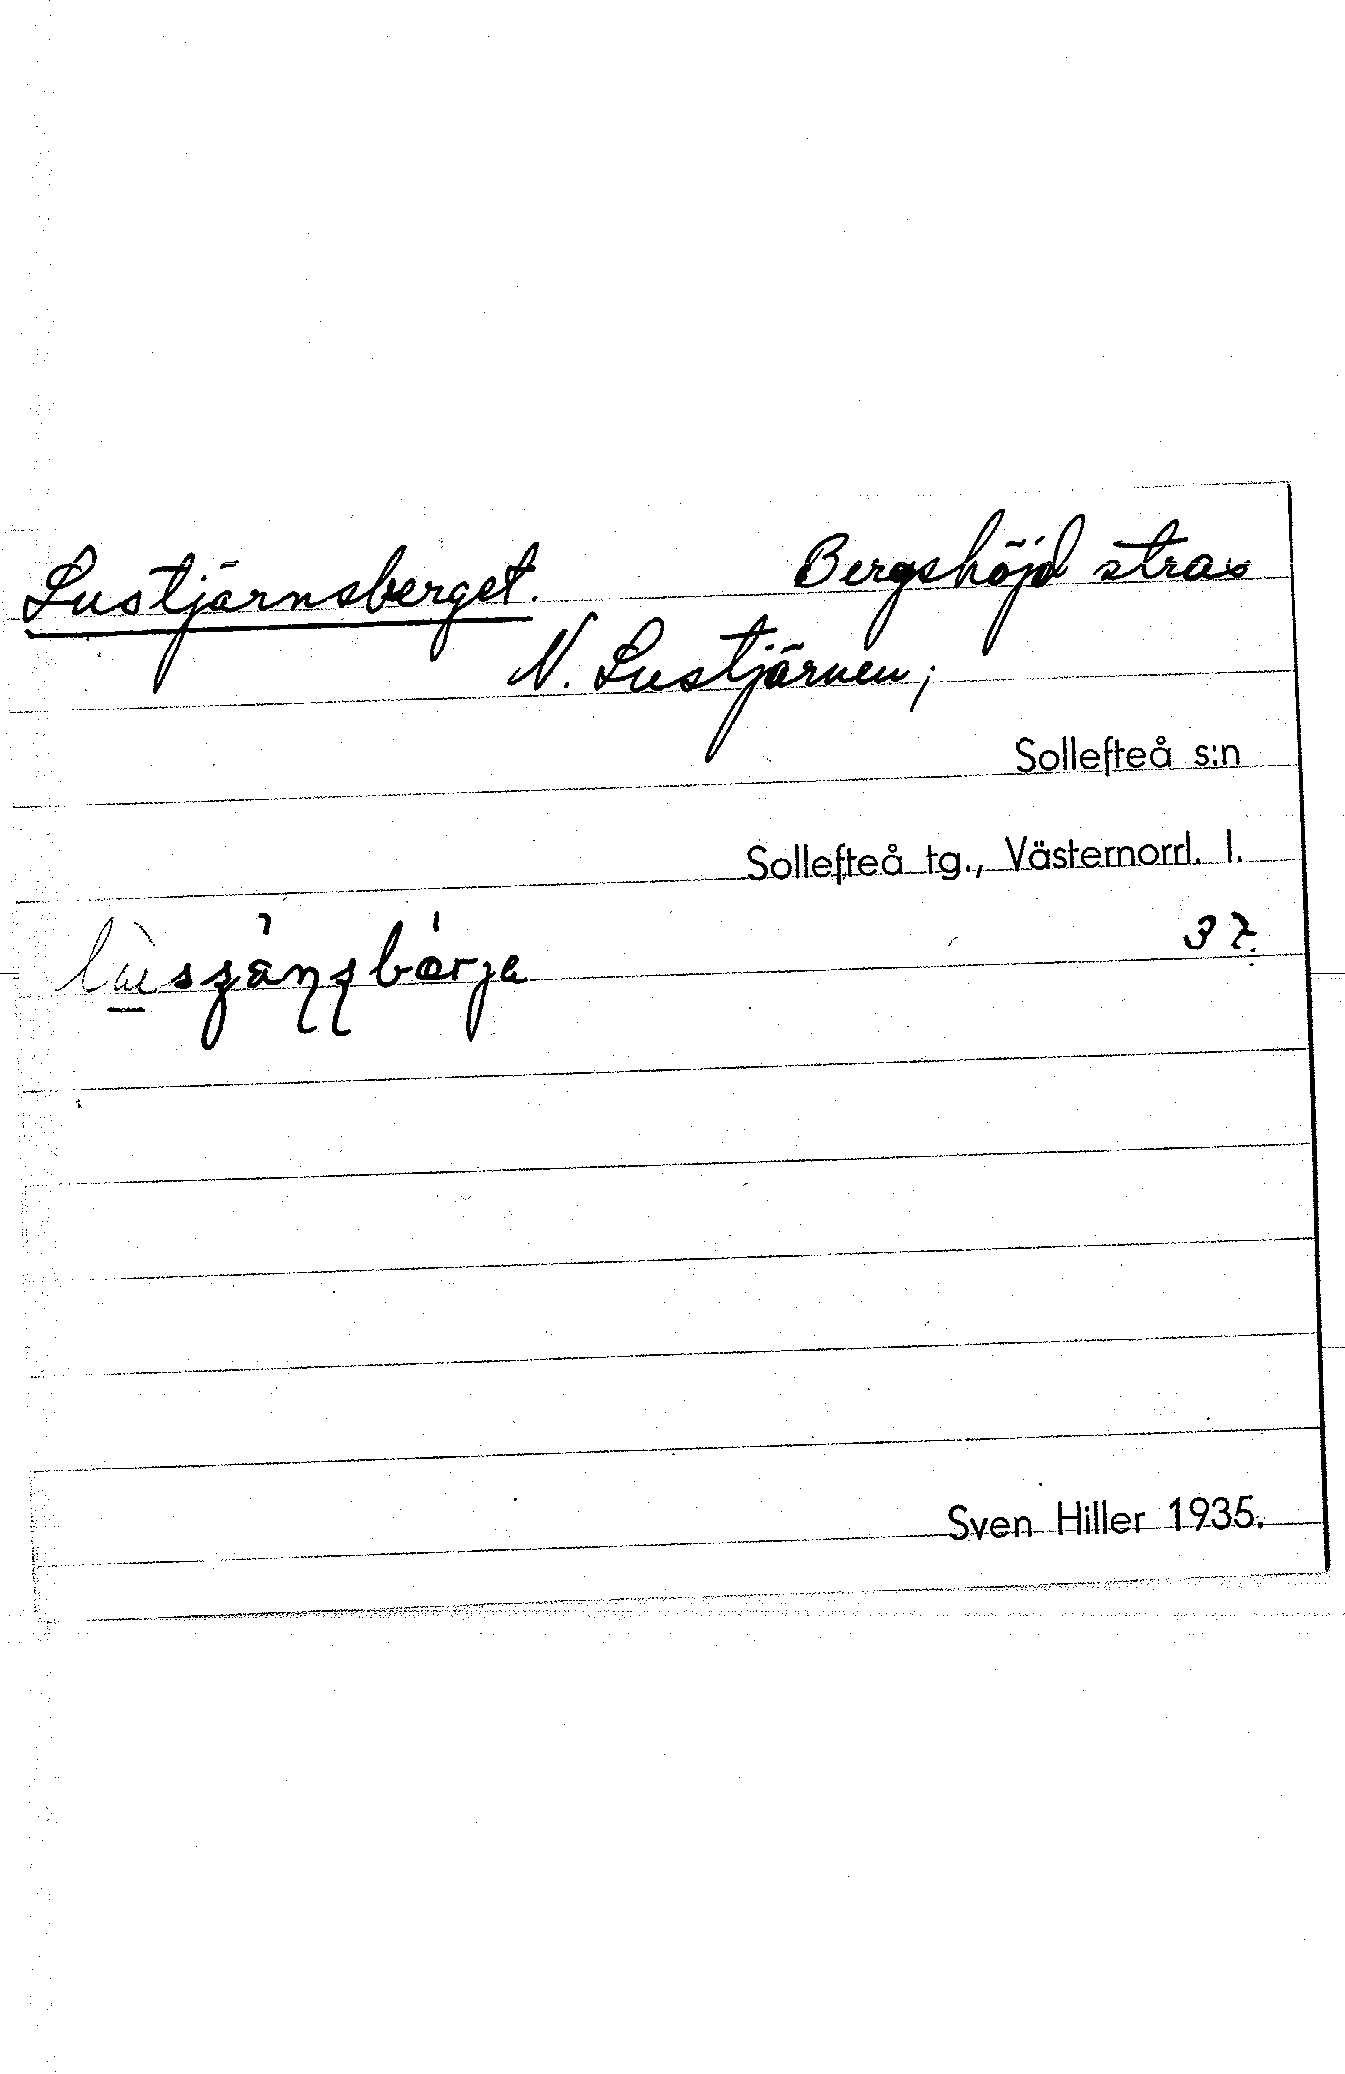 Lustjärnsberget. Bergshöjd strax
N. Lustjärnen;
Sollefteå s:n
Sollefteå tg., Västernorrl. l.
37.
Sven Hiller 1935.